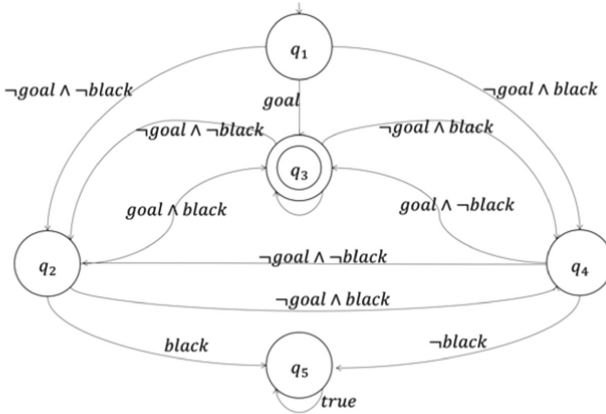 q₁
¬goal ∧ ¬black
¬goal ∧ black
goal
¬goal ∧ ¬black
¬goal ∧ black
q₃
goal ∧ black
goal ∧ ¬black
q₂
¬goal ∧ ¬black
q₄
¬goal ∧ black
black
¬black
q₅
true